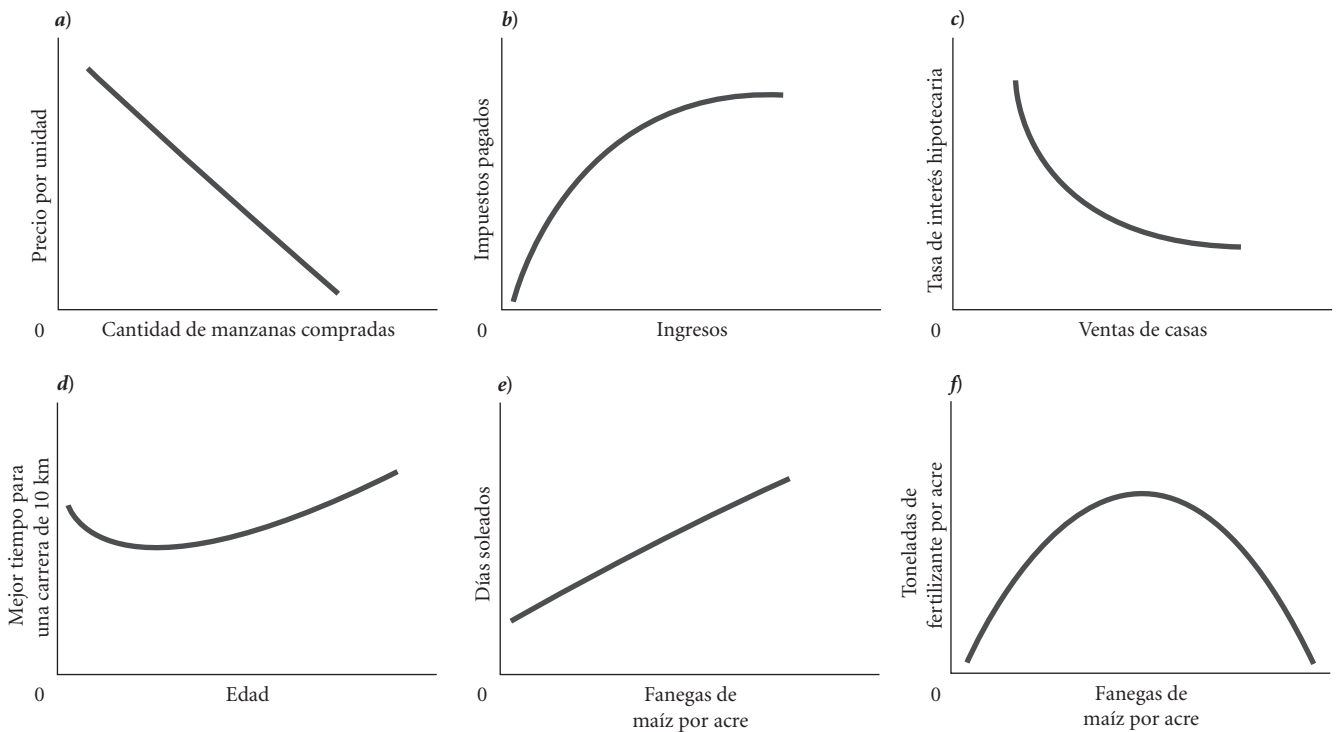 a)
Precio por unidad
0
Cantidad de manzanas compradas
b)
Impuestos pagados
0
Ingresos
c)
Tasa de interés hipotecaria
0
Ventas de casas
d)
Mejor tiempo para
una carrera de 10 km
0
Edad
e)
Días soleados
0
Fanegas de
maíz por acre
f)
Toneladas de
fertilizante por acre
0
Fanegas de
maíz por acre